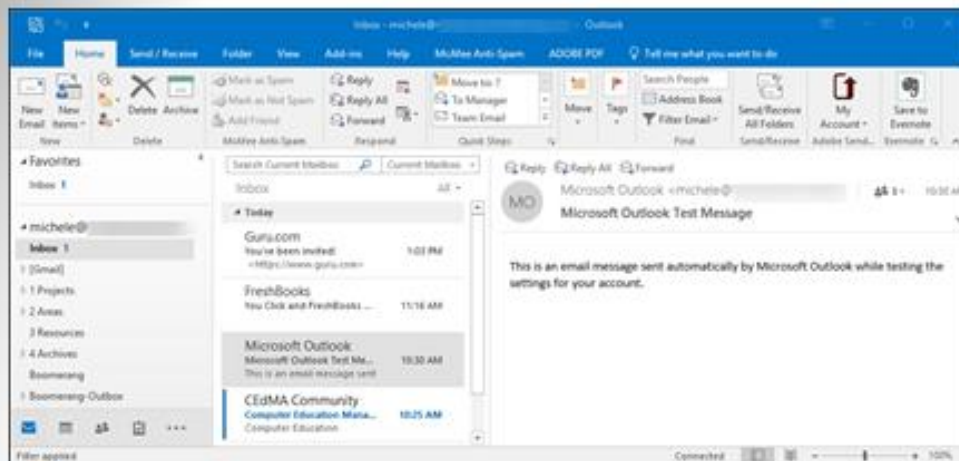 Inbox - michele@ - Outlook
File Home Send / Receive Folder View Add-ins Help McAfee Anti-Spam ADOBE PDF Tell me what you want to do
New Email
New Items
Delete
Archive
Mark as Spam
Mark as Not Spam
Add Friend
Reply
Reply All
Forward
Move to: ?
To Manager
Team Email
Move
Tags
Search People
Address Book
Filter Email
Send/Receive All Folders
My Account
Save to Evernote
New Delete McAfee Anti-Spam Respond Quick Steps Find Send/Receive Adobe Send... Evernote
Favorites
Inbox 1
michele@
Inbox 1
[Gmail]
1 Projects
2 Areas
3 Resources
4 Archives
Boomerang
Boomerang-Outbox
Search Current Mailbox Current Mailbox
Inbox All
Today
Guru.com
You've been invited! 1:03 PM
<https://www.guru.com>
FreshBooks
You Click and FreshBooks ... 11:16 AM
Microsoft Outlook
Microsoft Outlook Test Me... 10:30 AM
This is an email message sent
CEdMA Community
Computer Education Mana... 10:25 AM
Computer Education
Reply Reply All Forward
MO
Microsoft Outlook <michele@ 10:30 AM
Microsoft Outlook Test Message
This is an email message sent automatically by Microsoft Outlook while testing the
settings for your account.
Filter applied Connected 100%